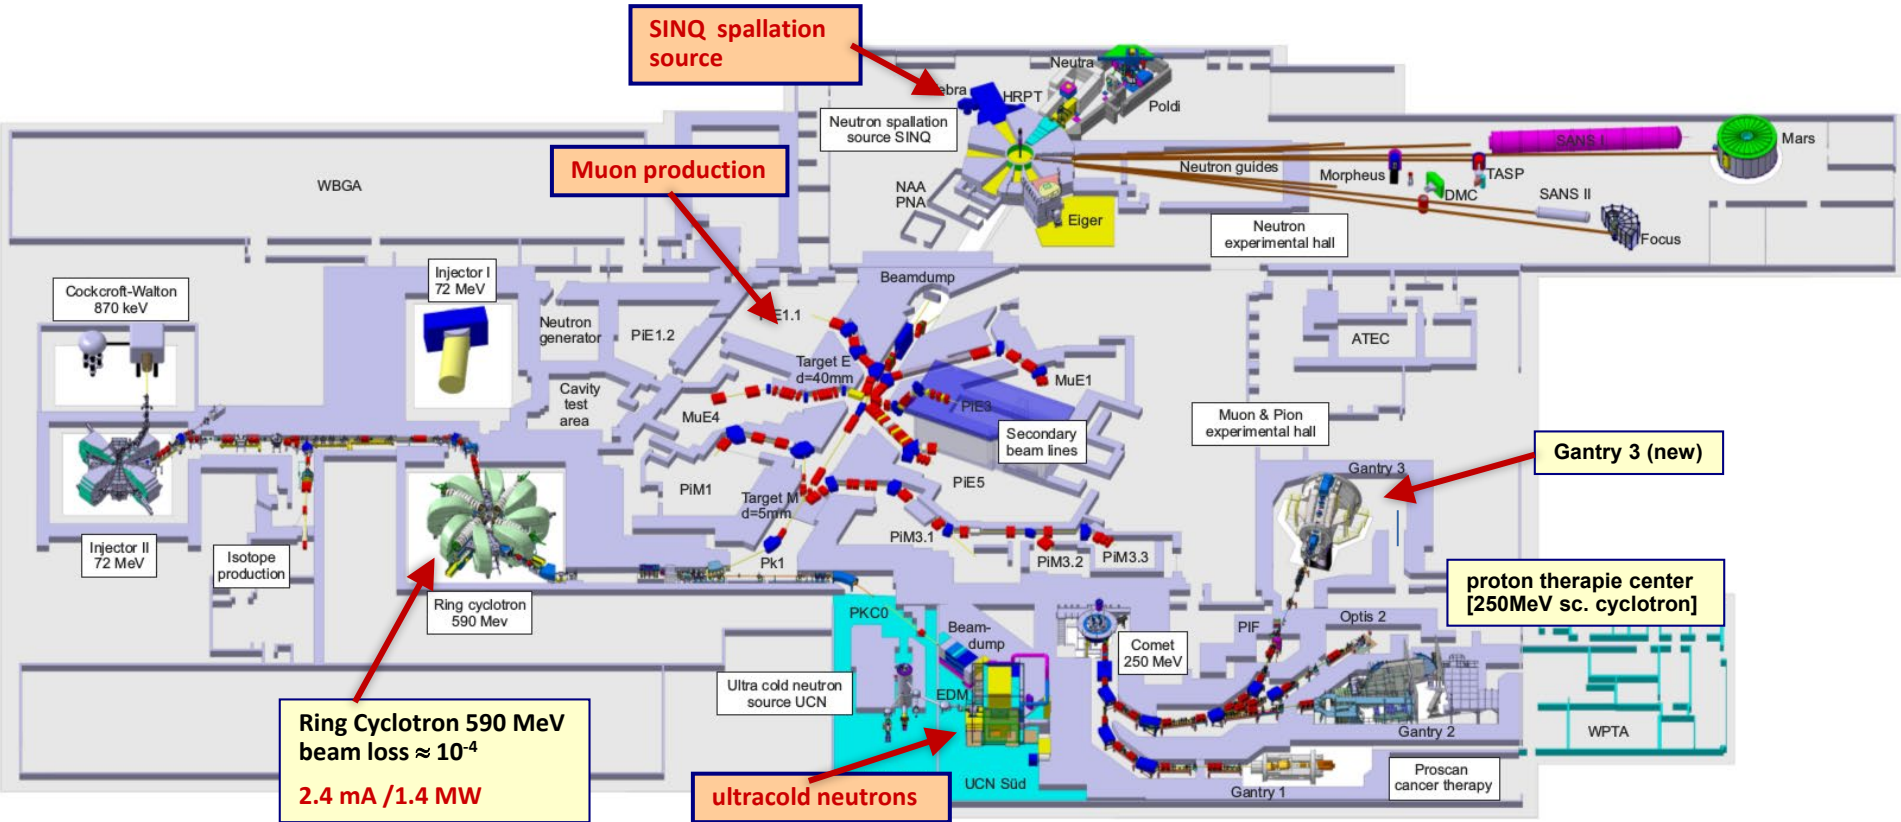 SINQ spallation
source
Neutra
HRPT
Poldi
Neutron spallation
source SINQ
SANS I
Mars
Muon production
Neutron guides
Morpheus
TASP
DMC
SANS II
WBGA
NAA
PNA
Eiger
Neutron
experimental hall
Focus
Cockcroft-Walton
870 keV
Injector I
72 MeV
Beamdump
Neutron
generator
PiE1.2
ATEC
Target E
d=40mm
MuE1
Cavity
test
area
MuE4
PiE3
Muon & Pion
experimental hall
Secondary
beam lines
Gantry 3 (new)
Gantry 3
PiM1
Target M
d=5mm
PiE5
Injector II
72 MeV
Isotope
production
Pk1
PiM3.1
PiM3.2
PiM3.3
proton therapie center
[250MeV sc. cyclotron]
Ring cyclotron
590 Mev
PKC0
Beam-
dump
Comet
250 MeV
PIF
Optis 2
Ultra cold neutron
source UCN
EDM
Ring Cyclotron 590 MeV
beam loss ≈ 10⁻⁴
2.4 mA /1.4 MW
Gantry 2
WPTA
ultracold neutrons
UCN Süd
Gantry 1
Proscan
cancer therapy